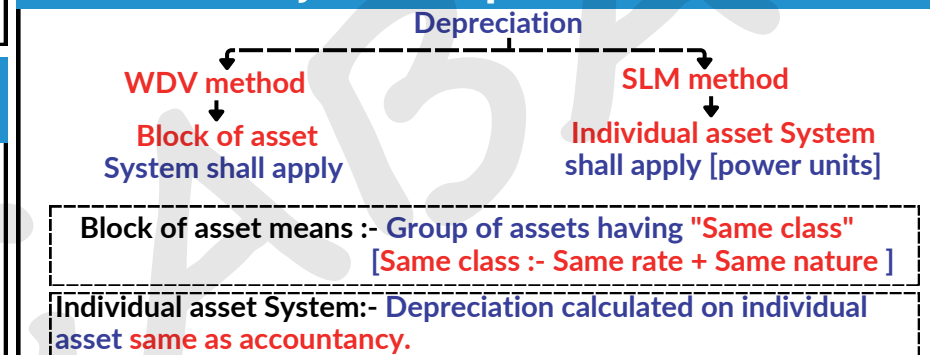 Depreciation
WDV method
SLM method
Block of asset
System shall apply
Individual asset System
shall apply [power units]
Block of asset means :- Group of assets having "Same class"
[Same class :- Same rate + Same nature ]
Individual asset System:- Depreciation calculated on individual
asset same as accountancy.